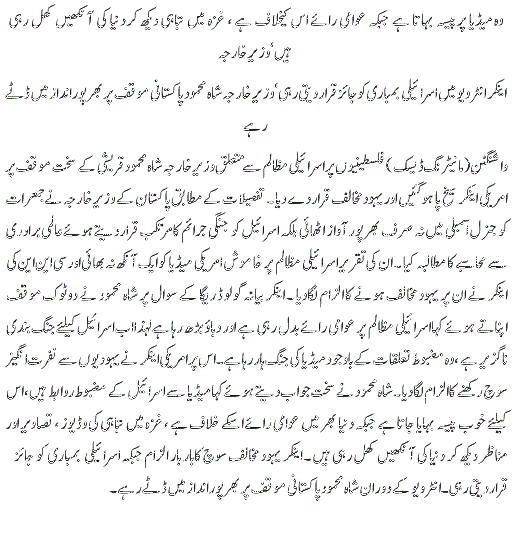 وہ میڈیا پر پیسہ بہاتا ہے جبکہ عوامی رائے اس کیخلاف ہے ، غزہ میں تباہی دیکھ کر دنیا کی آنکھیں کھل رہی
ہیں‘ وزیر خارجہ
اینکر انٹرویو میں اسرائیلی بمباری کو جائز قرار دیتی رہی‘ وزیر خارجہ شاہ محمود پاکستانی موقف پر بھرپور انداز میں ڈٹے
رہے
واشنگٹن(مانیٹرنگ ڈیسک) فلسطینیوں پر اسرائیلی مظالم سے متعلق وزیر خارجہ شاہ محمود قریشی کے سخت موقف پر
امریکی اینکر سیخ پا ہو گئیں اور یہود مخالف قرار دے دیا۔ تفصیلات کے مطابق پاکستان کے وزیر خارجہ نے جمعرات
کو جنرل اسمبلی میں نہ صرف بھرپور آواز اٹھائی بلکہ اسرائیل کو جنگی جرائم کا مرتکب قرار دیتے ہوئے عالمی برادری
سے محاسبے کا مطالبہ کیا۔ ان کی تقریر اسرائیلی مظالم پر خاموش امریکی میڈیا کو ایک آنکھ نہ بھائی اور سی این این کی
اینکر نے ان پر یہود مخالف ہونے کا الزام لگا دیا۔ اینکر بیانہ گولوڈریگا کے سوال پر شاہ محمود نے دوٹوک موقف
اپناتے ہوئے کہا اسرائیلی مظالم پر عوامی رائے بدل رہی ہے اور دباؤ بڑھ رہا ہے لہذا اب اسرائیل کیلئے جنگ بندی
ناگزیر ہے ، وہ مضبوط تعلقات کے باوجود میڈیا کی جنگ ہار رہا ہے۔ اس پر امریکی اینکر نے یہودیوں سے نفرت انگیز
سوچ رکھنے کا الزام لگا دیا۔ شاہ محمود نے سخت جواب دیتے ہوئے کہا میڈیا سے اسرائیل کے مضبوط روابط ہیں، اس
کیلئے خوب پیسہ بہایا جاتا ہے جبکہ دنیا بھر میں عوامی رائے اسکے خلاف ہے ، غزہ میں تباہی کی وڈیوز ، تصاویر اور
مناظر دیکھ کر دنیا کی آنکھیں کھل رہی ہیں۔ اینکر یہود مخالف سوچ کا بار بار الزام جبکہ اسرائیلی بمباری کو جائز
قرار دیتی رہی۔ انٹرویو کے دوران شاہ محمود پاکستانی موقف پر بھرپور انداز میں ڈٹے رہے۔